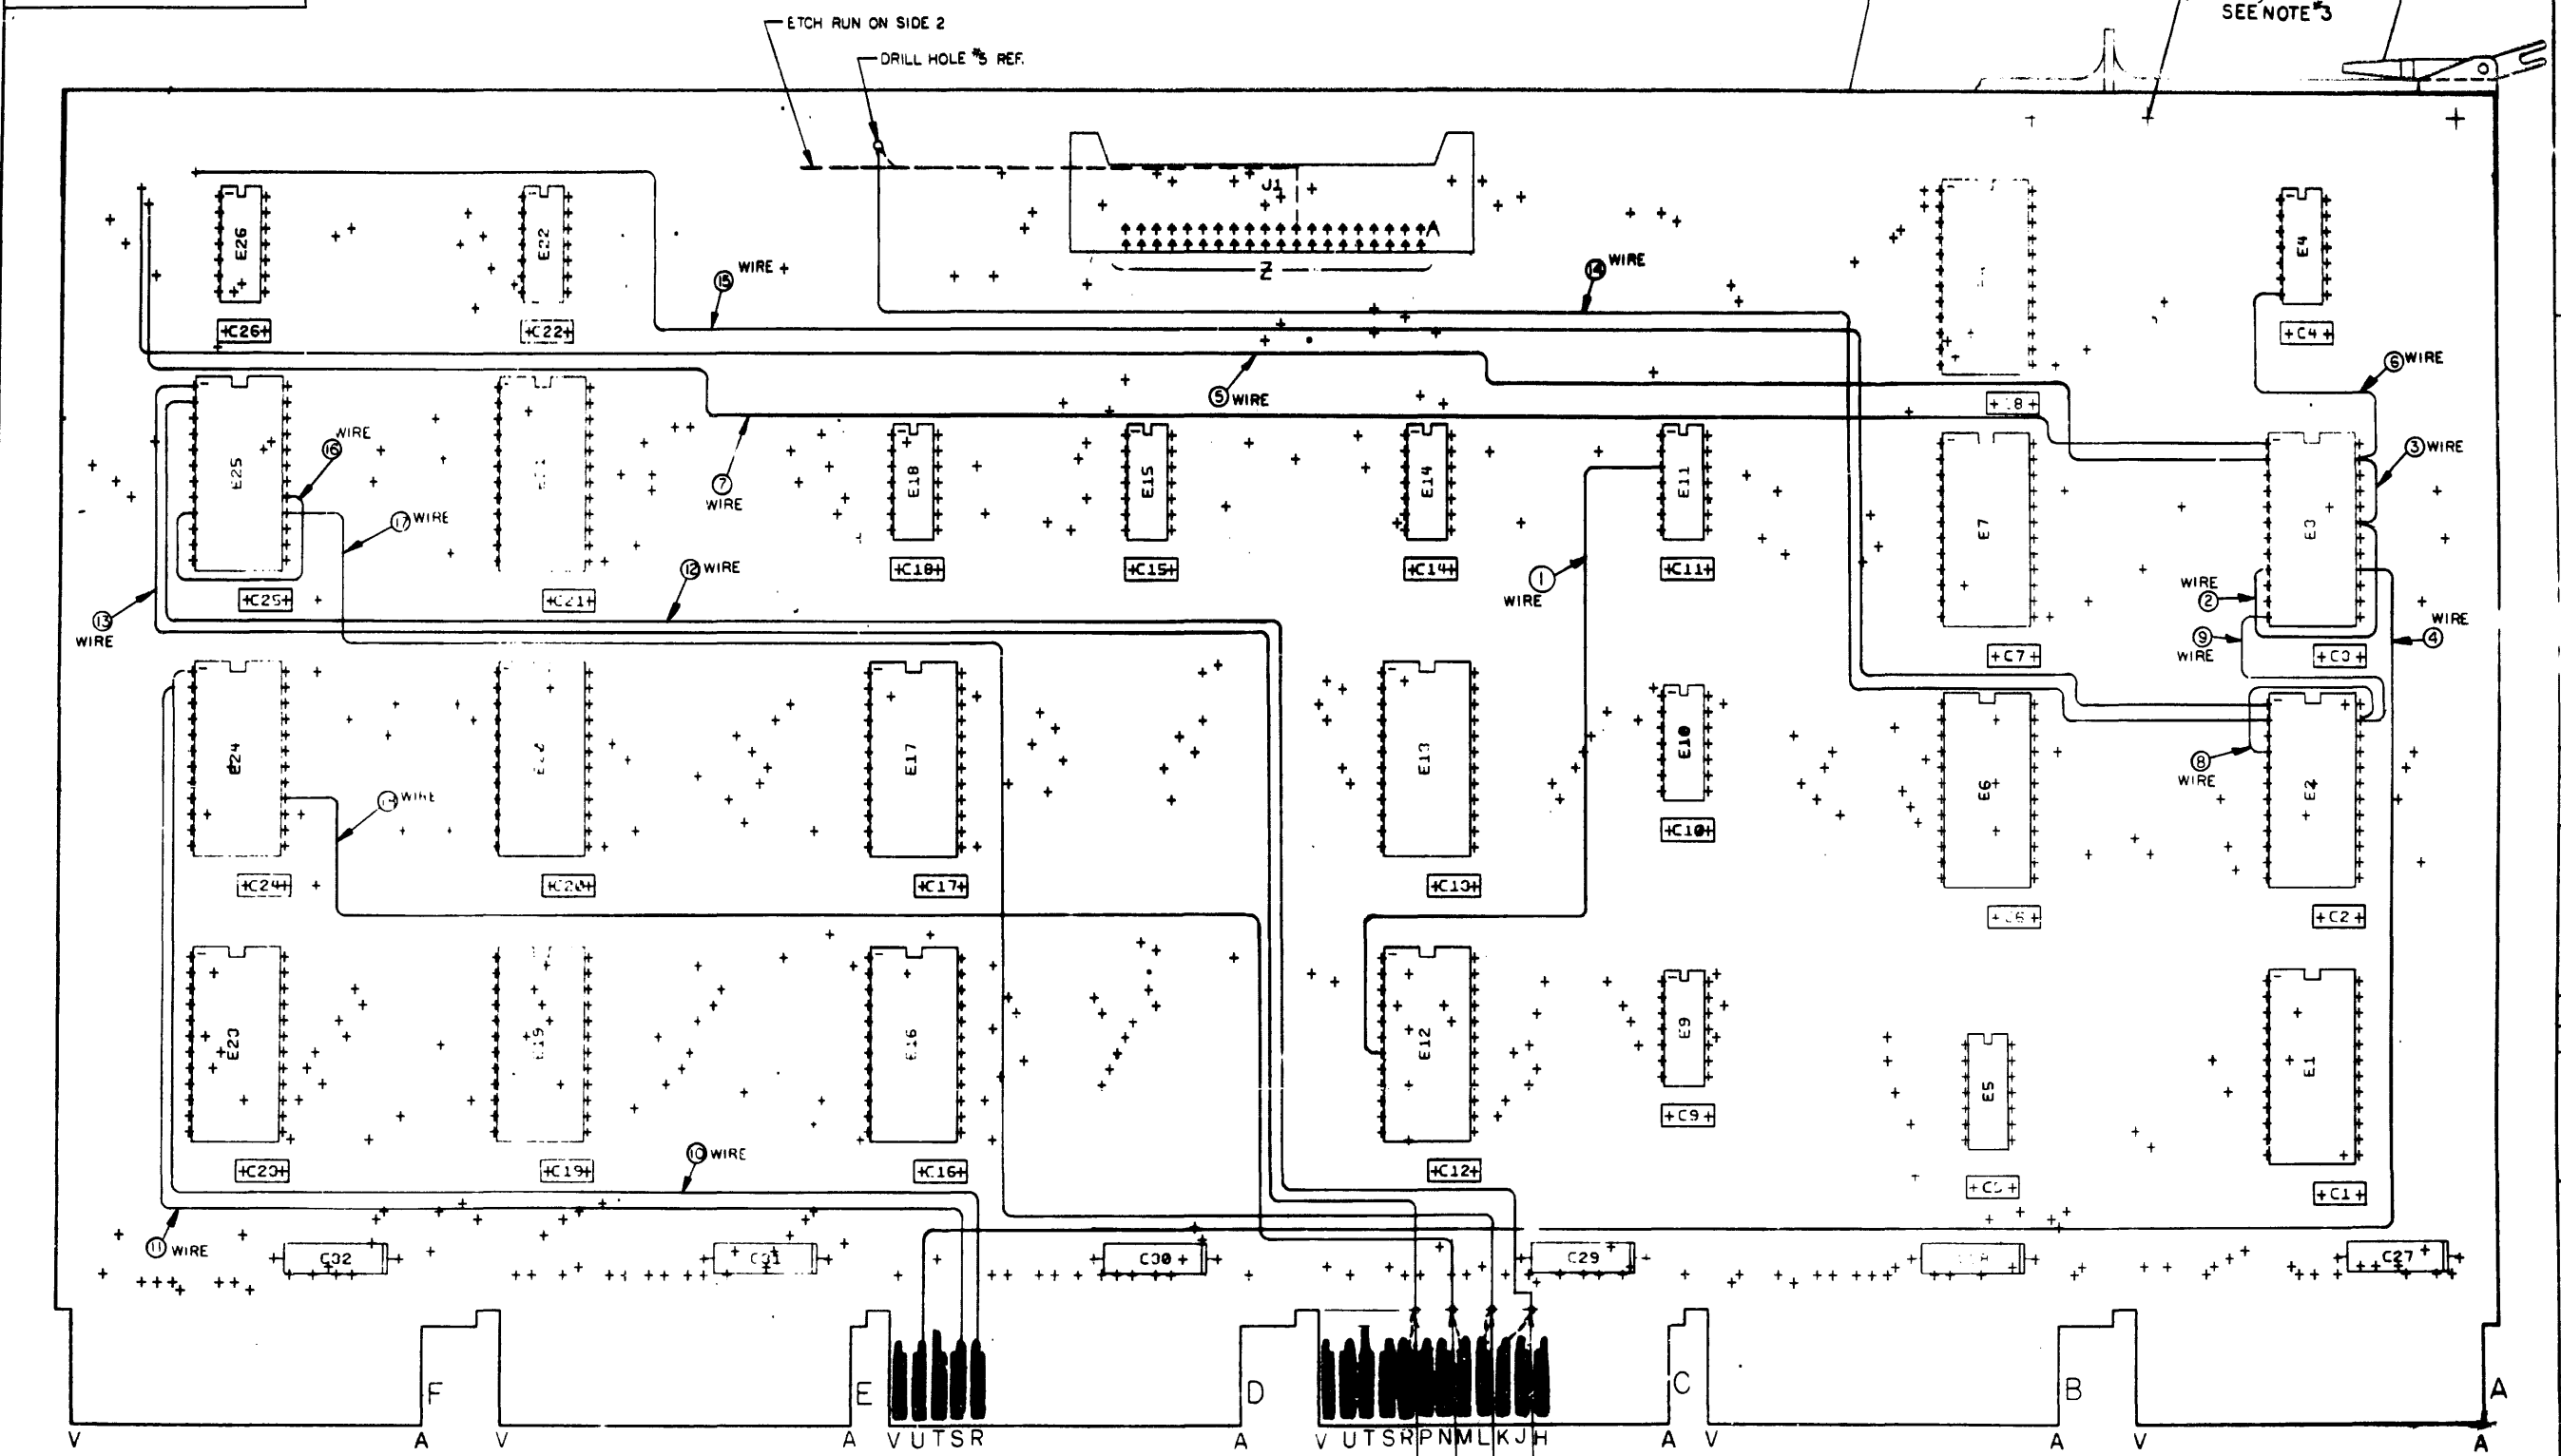 SEE NOTE #3
ETCH RUN ON SIDE 2
DRILL HOLE #5 REF.
J1
A
Z
E26
E22
E4
15 WIRE
14 WIRE
+C26+
+C22+
+C4+
6 WIRE
5 WIRE
E25
16 WIRE
17 WIRE
7 WIRE
E18
E15
E14
E11
E7
E3
3 WIRE
+C18+
+C15+
+C14+
+C11+
+C25+
+C21+
12 WIRE
13 WIRE
1 WIRE
WIRE 2
9 WIRE
WIRE 4
+C7+
+C3+
E24
E17
E13
E10
E6
E2
8 WIRE
WIRE
+C10+
+C24+
+C20+
+C17+
+C13+
+C6+
+C2+
E23
E19
E16
E12
E9
E5
E1
+C9+
10 WIRE
+C23+
+C19+
+C16+
+C12+
+C5+
+C1+
11 WIRE
C32
C31
C30
C29
C27
F
E
D
C
B
A
V A V A V U T S R A V U T S R P N M L K J H A V A V A